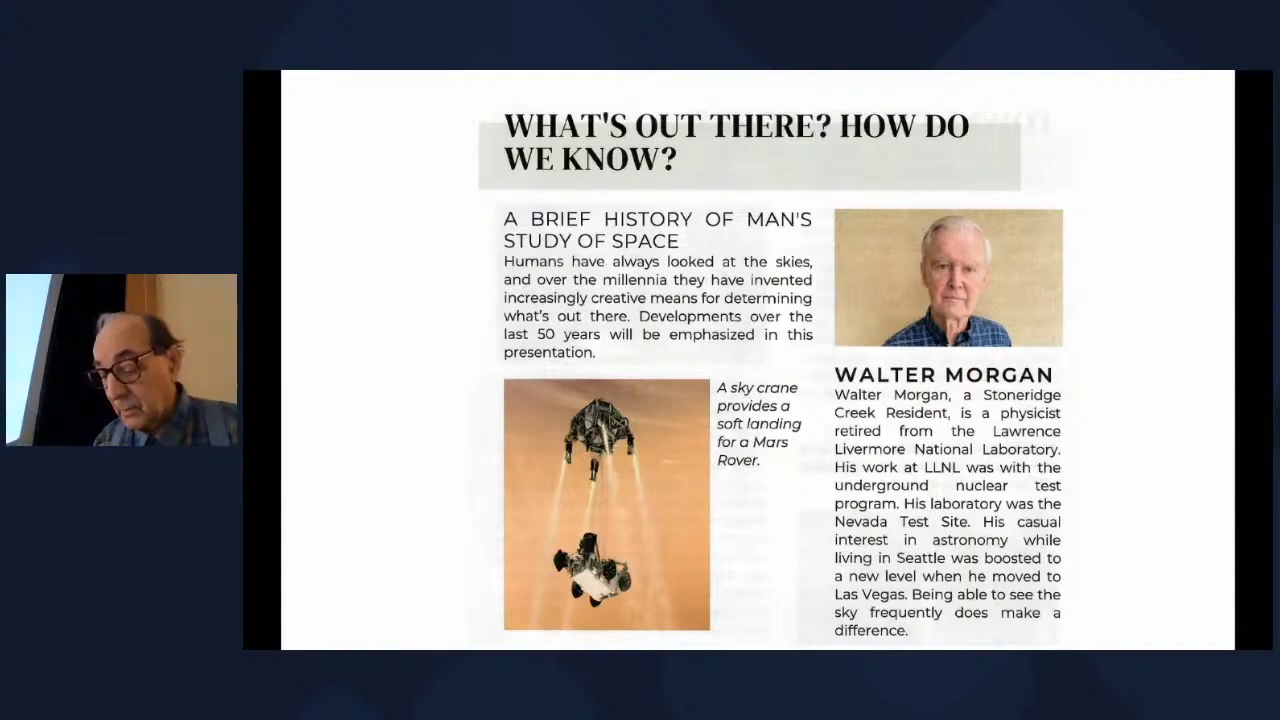 WHAT'S OUT THERE? HOW DO
WE KNOW?
A BRIEF HISTORY OF MAN'S
STUDY OF SPACE
Humans have always looked at the skies,
and over the millennia they have invented
increasingly creative means for determining
what's out there. Developments over the
last 50 years will be emphasized in this
presentation.
A sky crane
provides a
soft landing
for a Mars
Rover.
WALTER MORGAN
Walter Morgan, a Stoneridge
Creek Resident, is a physicist
retired from the Lawrence
Livermore National Laboratory.
His work at LLNL was with the
underground nuclear test
program. His laboratory was the
Nevada Test Site. His casual
interest in astronomy while
living in Seattle was boosted to
a new level when he moved to
Las Vegas. Being able to see the
sky frequently does make a
difference.